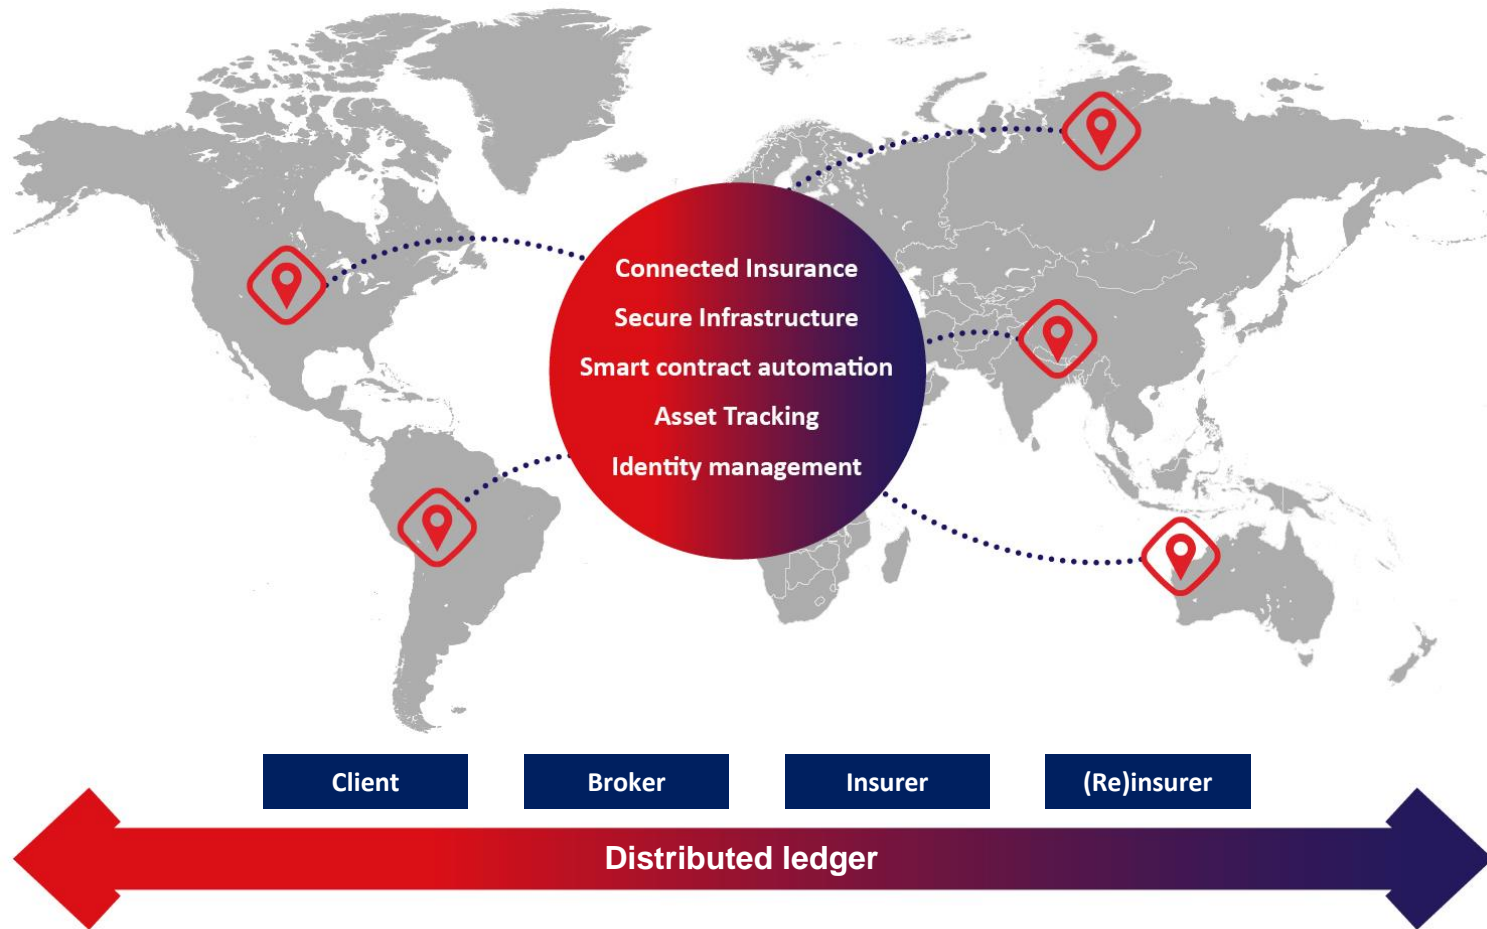 Connected Insurance
Secure Infrastructure
Smart contract automation
Asset Tracking
Identity management
Client
Broker
Insurer
(Re)insurer
Distributed ledger